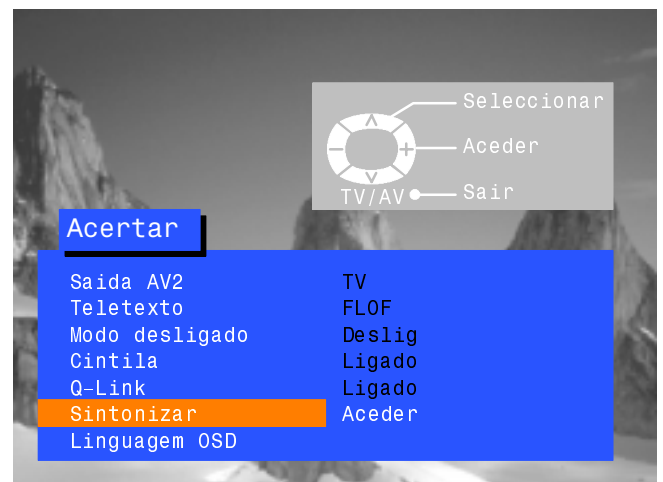 Seleccionar
Aceder
TV/AV Sair
Acertar
Saida AV2 TV
Teletexto FLOF
Modo desligado Deslig
Cintila Ligado
Q-Link Ligado
Sintonizar Aceder
Linguagem OSD